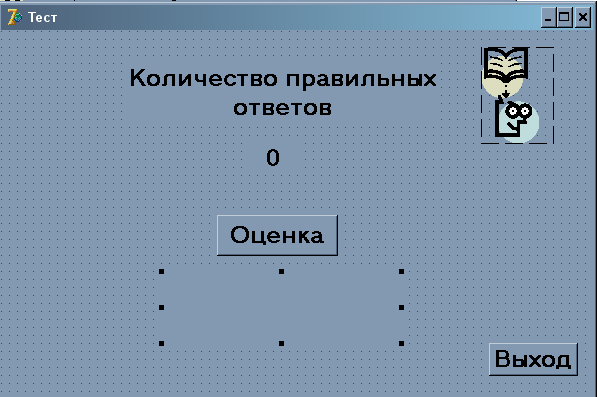 Тест
Количество правильных
ответов
0
Оценка
Выход